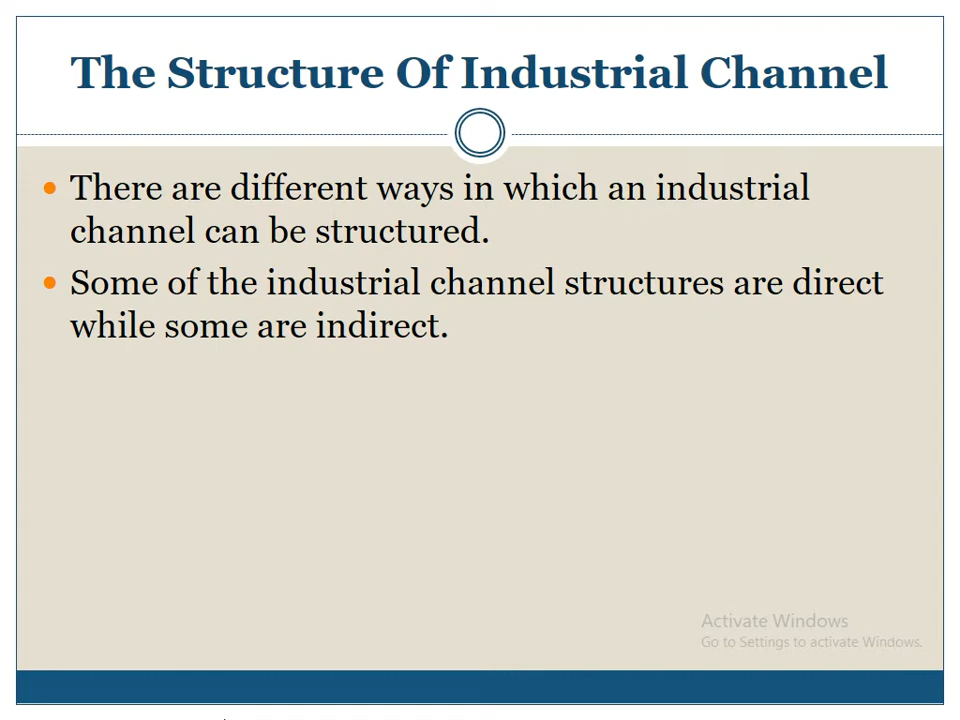 The Structure Of Industrial Channel
There are different ways in which an industrial
channel can be structured.
Some of the industrial channel structures are direct
while some are indirect.
Activate Windows
Go to Settings to activate Windows.